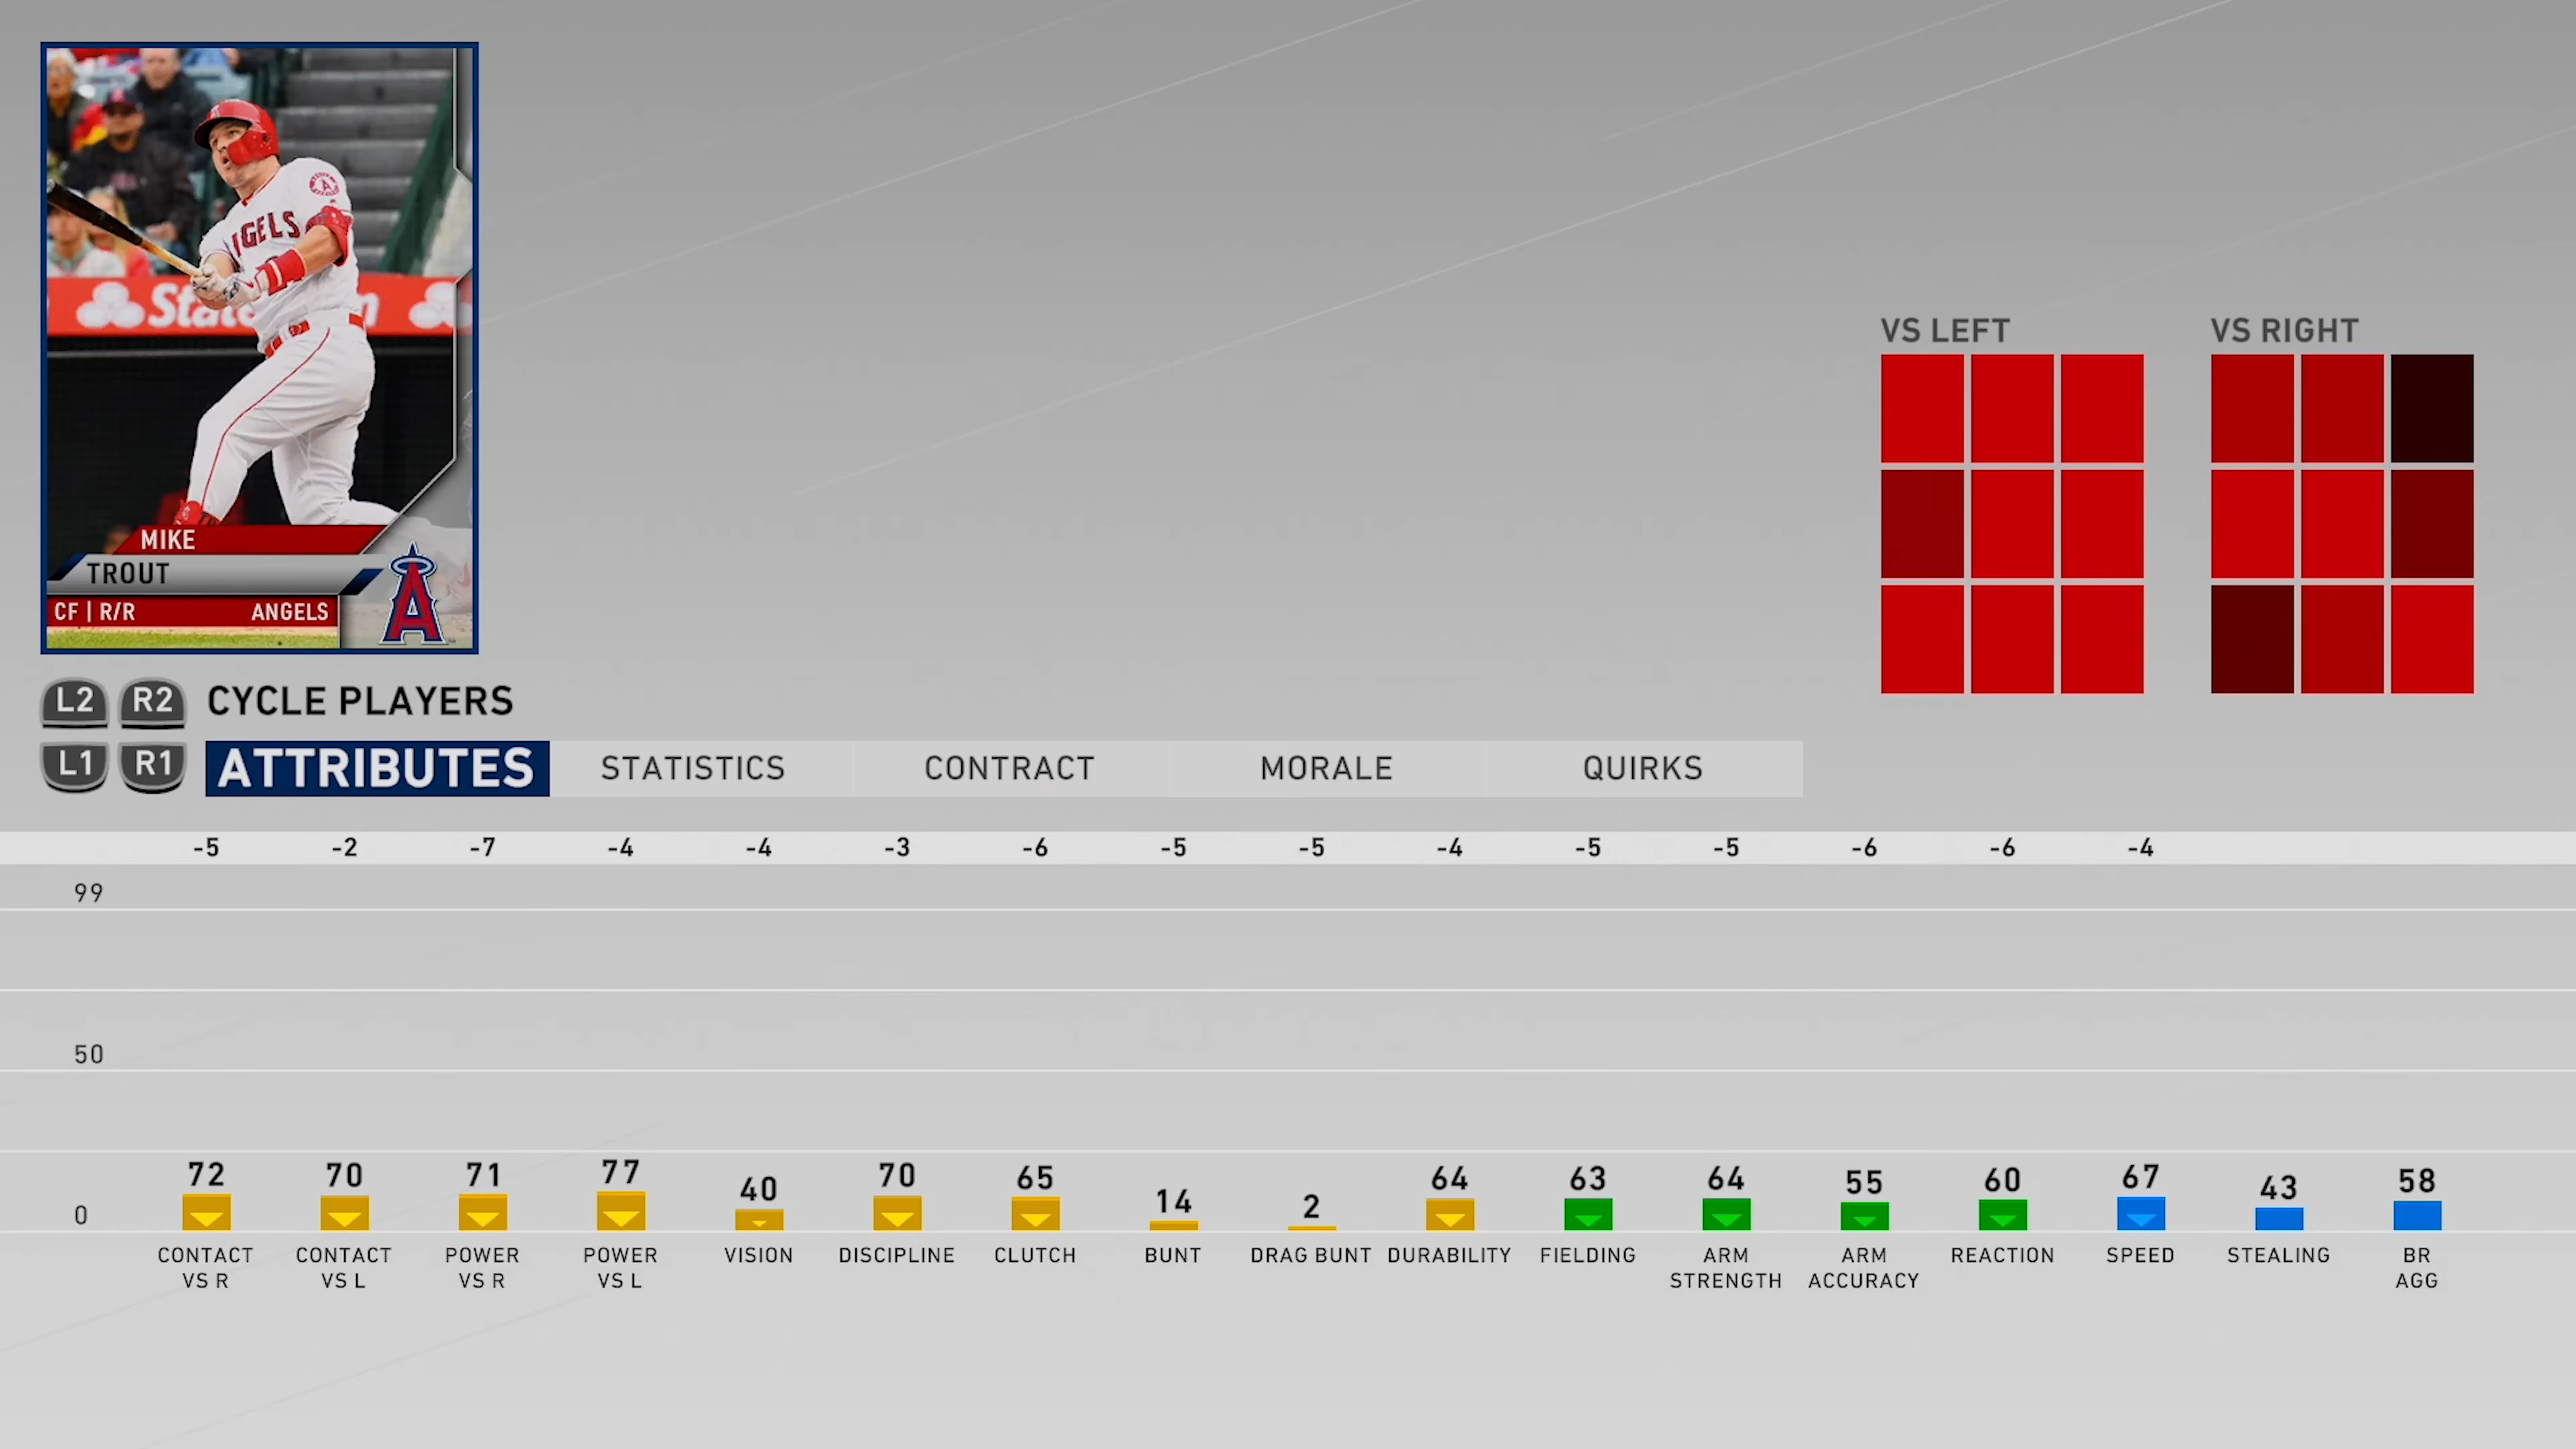 ANGELS
State Farm
MIKE
TROUT
CF | R/R ANGELS
A
VS LEFT VS RIGHT
L2 R2 CYCLE PLAYERS
L1 R1 ATTRIBUTES STATISTICS CONTRACT MORALE QUIRKS
-5 -2 -7 -4 -4 -3 -6 -5 -5 -4 -5 -5 -6 -6 -4
99
50
0
72 70 71 77 40 70 65 14 2 64 63 64 55 60 67 43 58
CONTACT VS R CONTACT VS L POWER VS R POWER VS L VISION DISCIPLINE CLUTCH BUNT DRAG BUNT DURABILITY FIELDING ARM STRENGTH ARM ACCURACY REACTION SPEED STEALING BR AGG